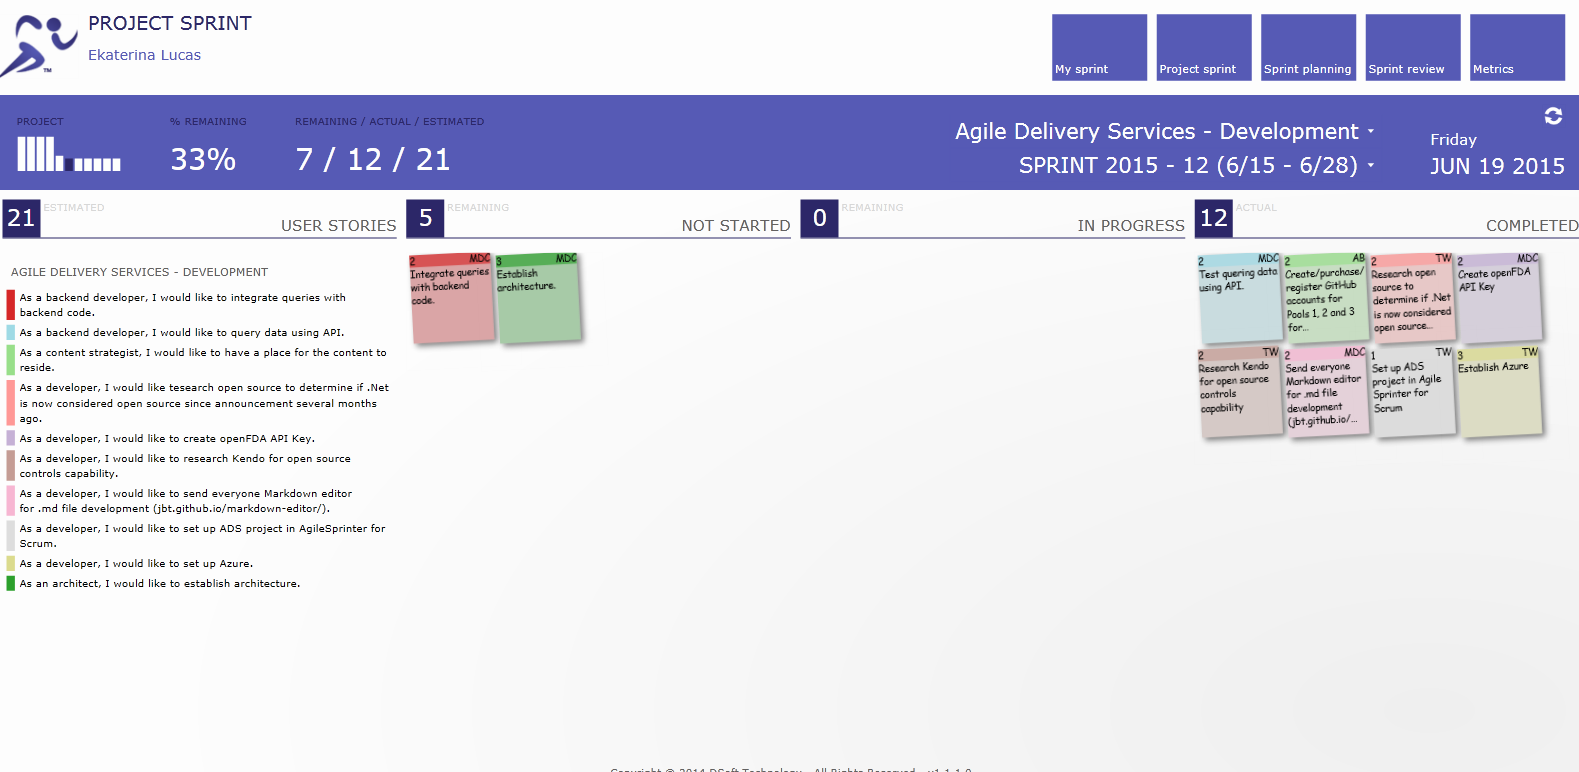 PROJECT SPRINT
Ekaterina Lucas
TM
My sprint
Project sprint
Sprint planning
Sprint review
Metrics
PROJECT
% REMAINING
33%
REMAINING / ACTUAL / ESTIMATED
7 / 12 / 21
Agile Delivery Services - Development
SPRINT 2015 - 12 (6/15 - 6/28)
Friday
JUN 19 2015
21
ESTIMATED
USER STORIES
5
REMAINING
NOT STARTED
0
REMAINING
IN PROGRESS
12
ACTUAL
COMPLETED
AGILE DELIVERY SERVICES - DEVELOPMENT
As a backend developer, I would like to integrate queries with
backend code.
As a backend developer, I would like to query data using API.
As a content strategist, I would like to have a place for the content to
reside.
As a developer, I would like tesearch open source to determine if .Net
is now considered open source since announcement several months
ago.
As a developer, I would like to create openFDA API Key.
As a developer, I would like to research Kendo for open source
controls capability.
As a developer, I would like to send everyone Markdown editor
for .md file development (jbt.github.io/markdown-editor/).
As a developer, I would like to set up ADS project in AgileSprinter for
Scrum.
As a developer, I would like to set up Azure.
As an architect, I would like to establish architecture.
2 MDC
Integrate queries
with backend
code.
3 MDC
Establish
architecture.
2 MDC
Test quering data
using API.
2 AB
Create/purchase/
register GitHub
accounts for
Pools 1, 2 and 3
for...
2 TW
Research open
source to
determine if .Net
is now considered
open source...
2 MDC
Create openFDA
API Key
2 TW
Research Kendo
for open source
controls
capability
2 MDC
Send everyone
Markdown editor
for .md file
development
(jbt.github.io/...
1 TW
Set up ADS
project in Agile
Sprinter for
Scrum
3 TW
Establish Azure
Copyright © 2014 DSoft Technology - All Rights Reserved - v1.1.1.0